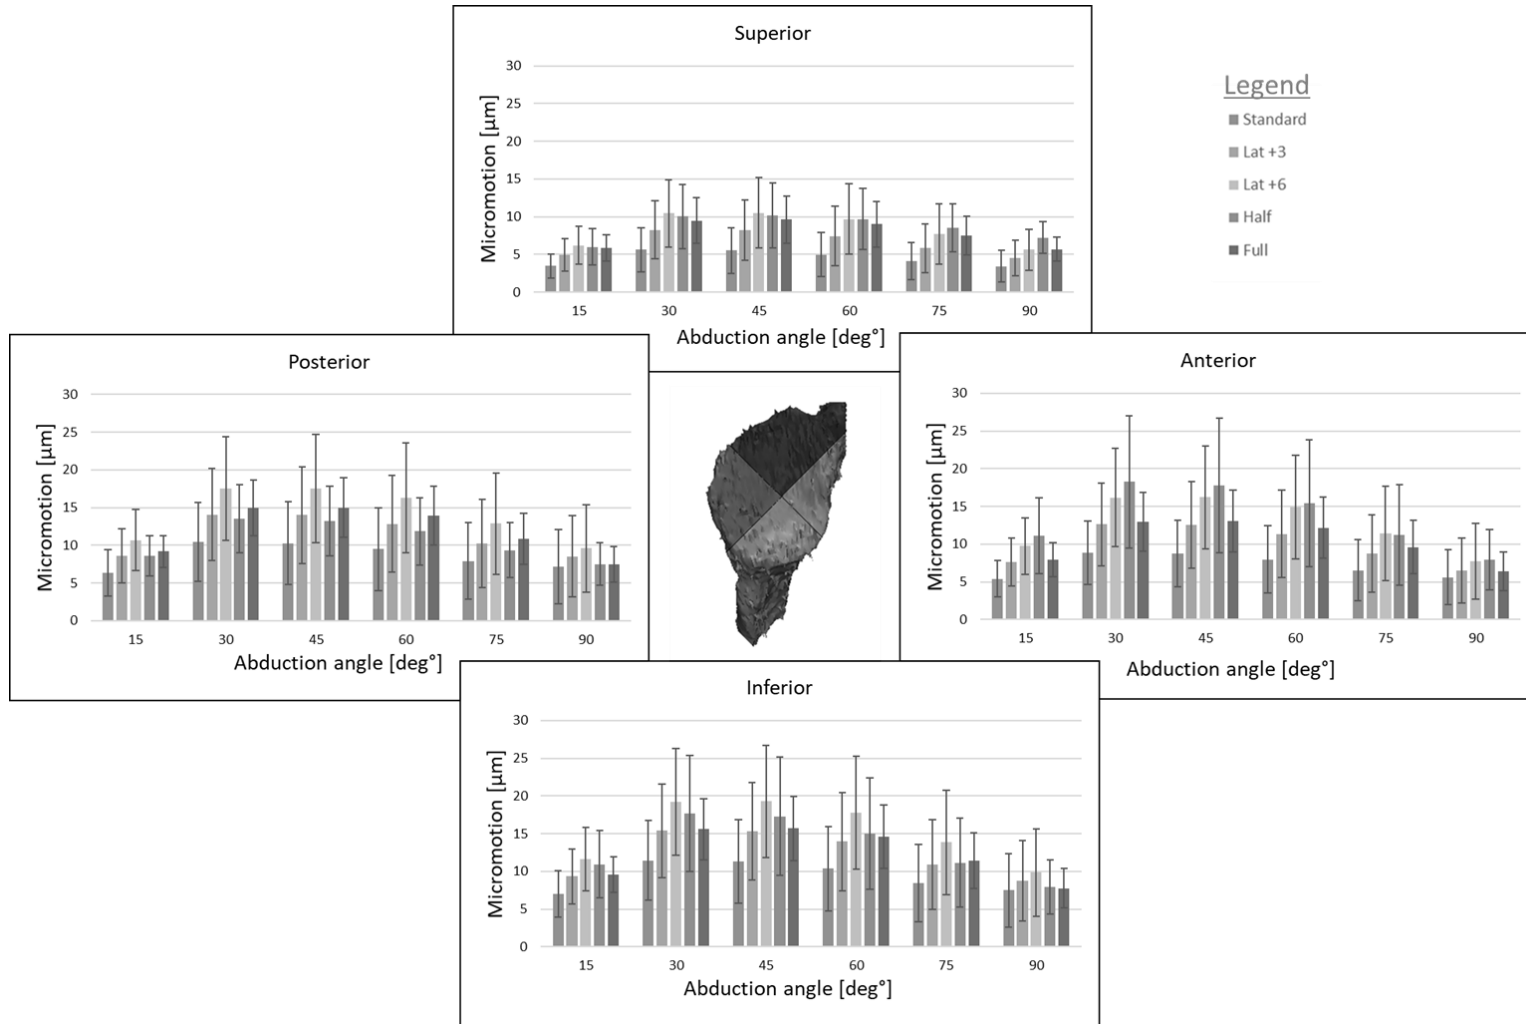 Superior
Micromotion [µm]
30
25
20
15
10
5
0
15 30 45 60 75 90
Abduction angle [deg°]
Legend
Standard
Lat +3
Lat +6
Half
Full
Posterior
Micromotion [µm]
30
25
20
15
10
5
0
15 30 45 60 75 90
Abduction angle [deg°]
Anterior
Micromotion [µm]
30
25
20
15
10
5
0
15 30 45 60 75 90
Abduction angle [deg°]
Inferior
Micromotion [µm]
30
25
20
15
10
5
0
15 30 45 60 75 90
Abduction angle [deg°]